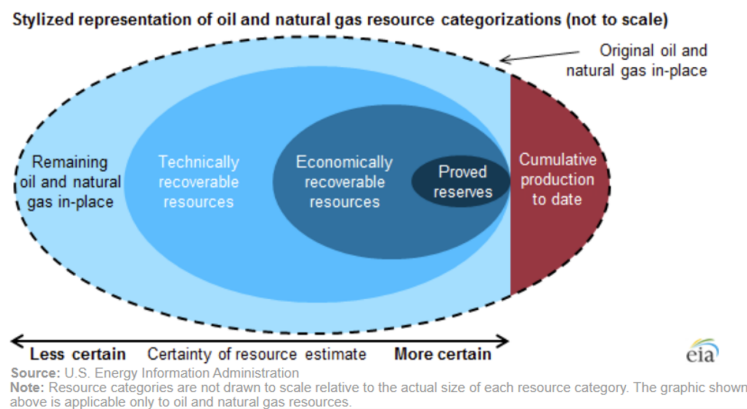 Stylized representation of oil and natural gas resource categorizations (not to scale)
Original oil and
natural gas in-place
Remaining
oil and natural
gas in-place
Technically
recoverable
resources
Economically
recoverable
resources
Proved
reserves
Cumulative
production
to date
Less certain Certainty of resource estimate More certain
eia
Source: U.S. Energy Information Administration
Note: Resource categories are not drawn to scale relative to the actual size of each resource category. The graphic shown
above is applicable only to oil and natural gas resources.